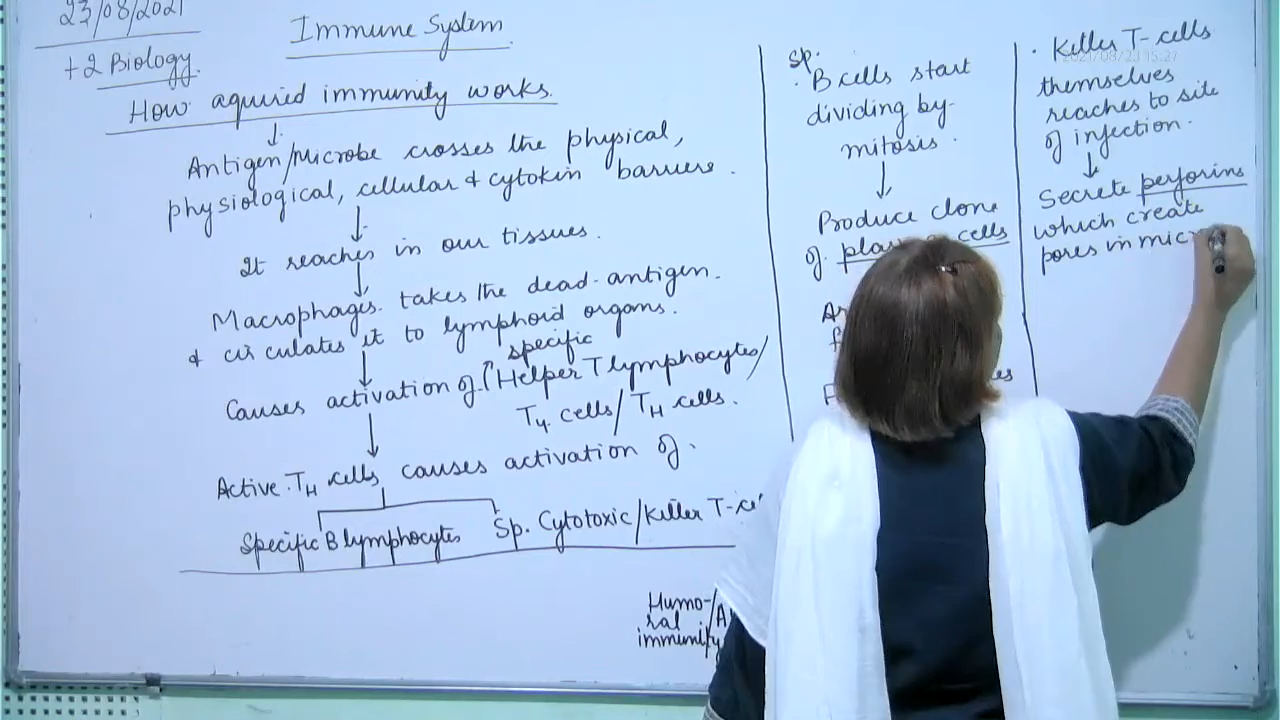 23/08/2021
+2 Biology
Immune System
How aquired immunity works.
Antigen/Microbe crosses the physical,
physiological, cellular + cytokin barriers.
It reaches in our tissues.
Macrophages takes the dead antigen.
+ circulates it to lymphoid organs.
specific
Causes activation of Helper T lymphocytes/
T4 cells/TH cells.
Active TH cells causes activation of
Specific B lymphocytes
Sp. Cytotoxic/Killer T-
Humo-
ral
immunity
sp.
B cells start
dividing by
mitosis.
Produce clone
of cells
Killer T-cells
2021/08/23 15:27
themselves
reaches to site
of injection.
Secrete perforins
which create
pores in